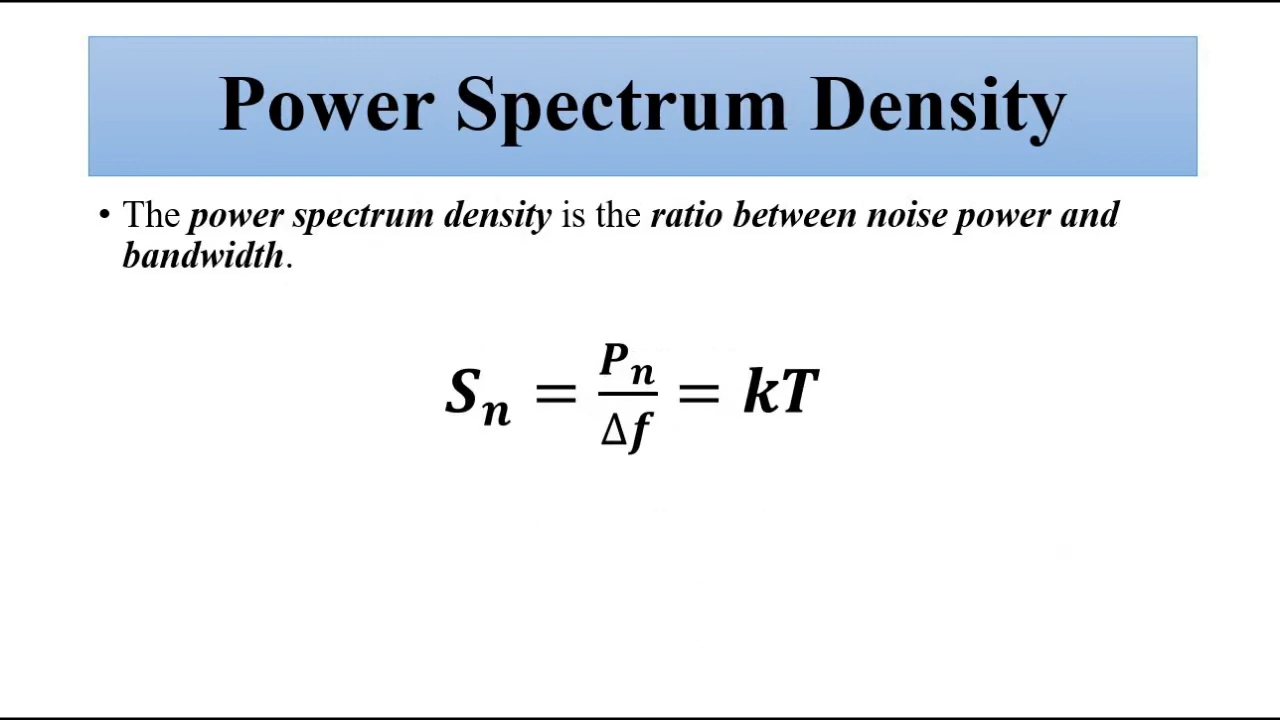 Power Spectrum Density
• The power spectrum density is the ratio between noise power and
bandwidth.
Sₙ = Pₙ/Δf = kT